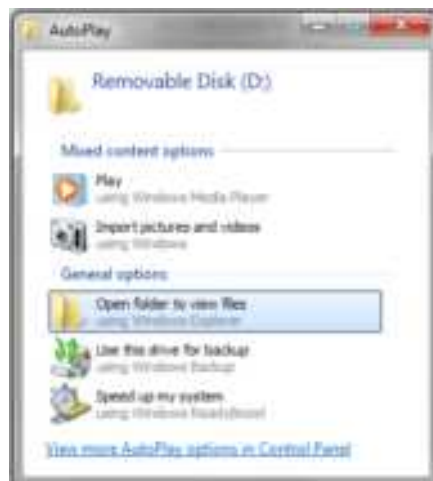 AutoPlay
Removable Disk (D:)
Mixed content options
Play
using Windows Media Player
Import pictures and videos
using Windows
General options
Open folder to view files
using Windows Explorer
Use this drive for backup
using Windows Backup
Speed up my system
using Windows ReadyBoost
View more AutoPlay options in Control Panel